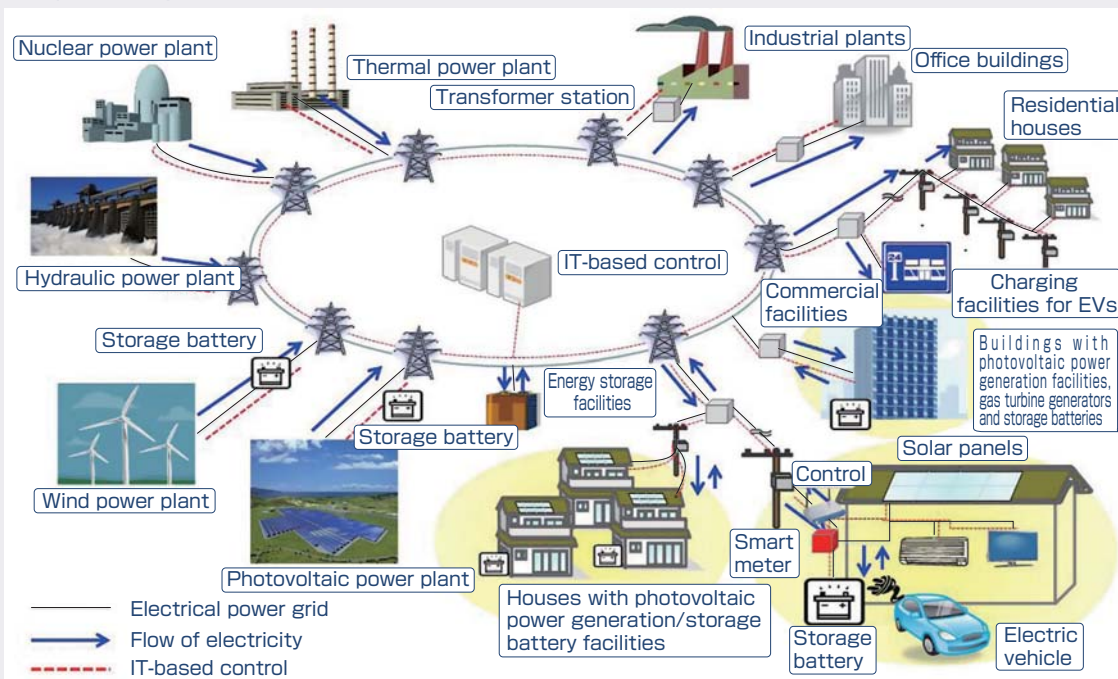 Nuclear power plant
Thermal power plant
Transformer station
Industrial plants
Office buildings
Residential
houses
Hydraulic power plant
IT-based control
Commercial
facilities
24
Charging
facilities for EVs
Storage battery
Energy storage
facilities
Buildings with
photovoltaic power
generation facilities,
gas turbine generators
and storage batteries
Storage battery
Wind power plant
Photovoltaic power plant
Solar panels
Control
Smart
meter
Houses with photovoltaic
power generation/storage
battery facilities
Storage
battery
Electric
vehicle
Electrical power grid
Flow of electricity
IT-based control